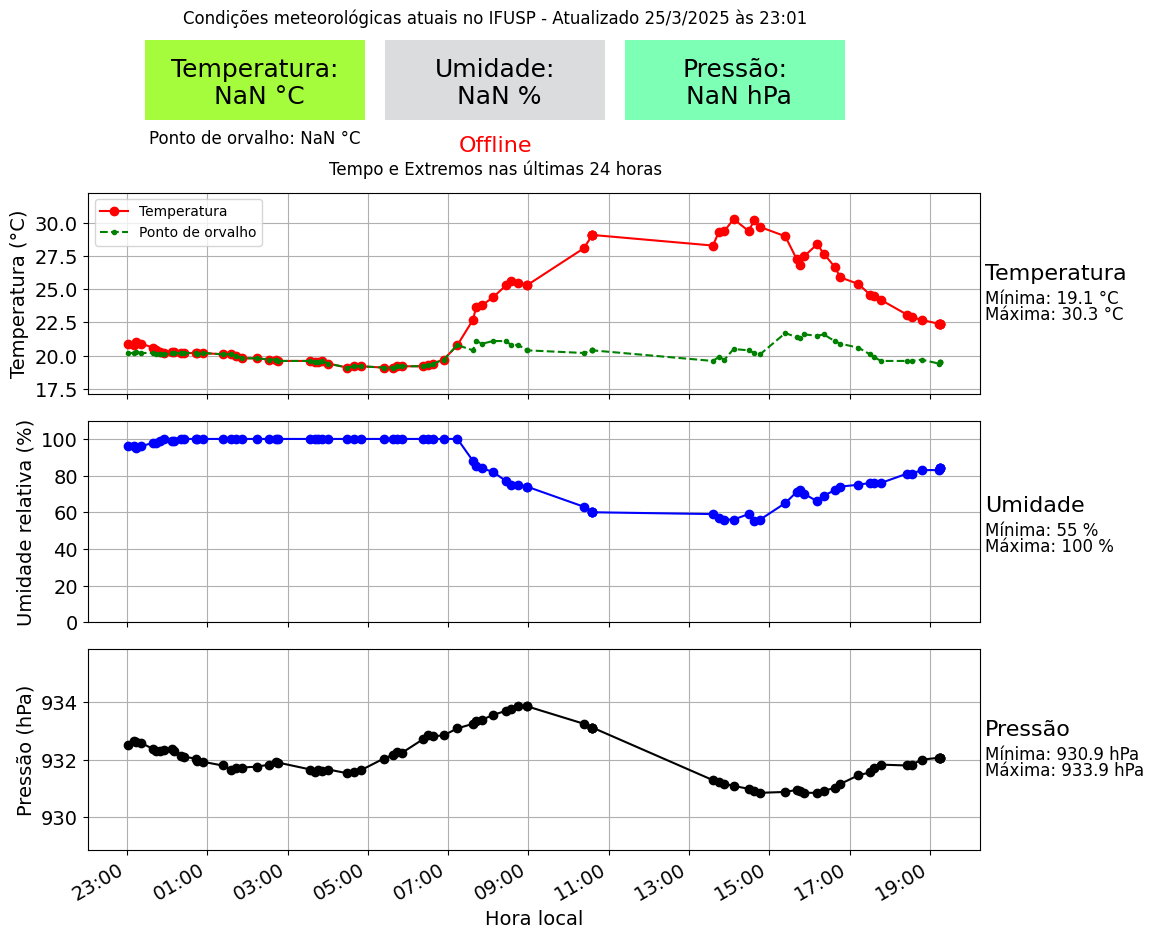 Condições meteorológicas atuais no IFUSP - Atualizado 25/3/2025 às 23:01
Temperatura:
NaN °C
Umidade:
NaN %
Pressão:
NaN hPa
Ponto de orvalho: NaN °C
Offline
Tempo e Extremos nas últimas 24 horas
Temperatura (°C)
30.0
27.5
25.0
22.5
20.0
17.5
Temperatura
Ponto de orvalho
Temperatura
Mínima: 19.1 °C
Máxima: 30.3 °C
Umidade relativa (%)
100
80
60
40
20
0
Umidade
Mínima: 55 %
Máxima: 100 %
Pressão (hPa)
934
932
930
Pressão
Mínima: 930.9 hPa
Máxima: 933.9 hPa
23:00
01:00
03:00
05:00
07:00
09:00
11:00
13:00
15:00
17:00
19:00
Hora local